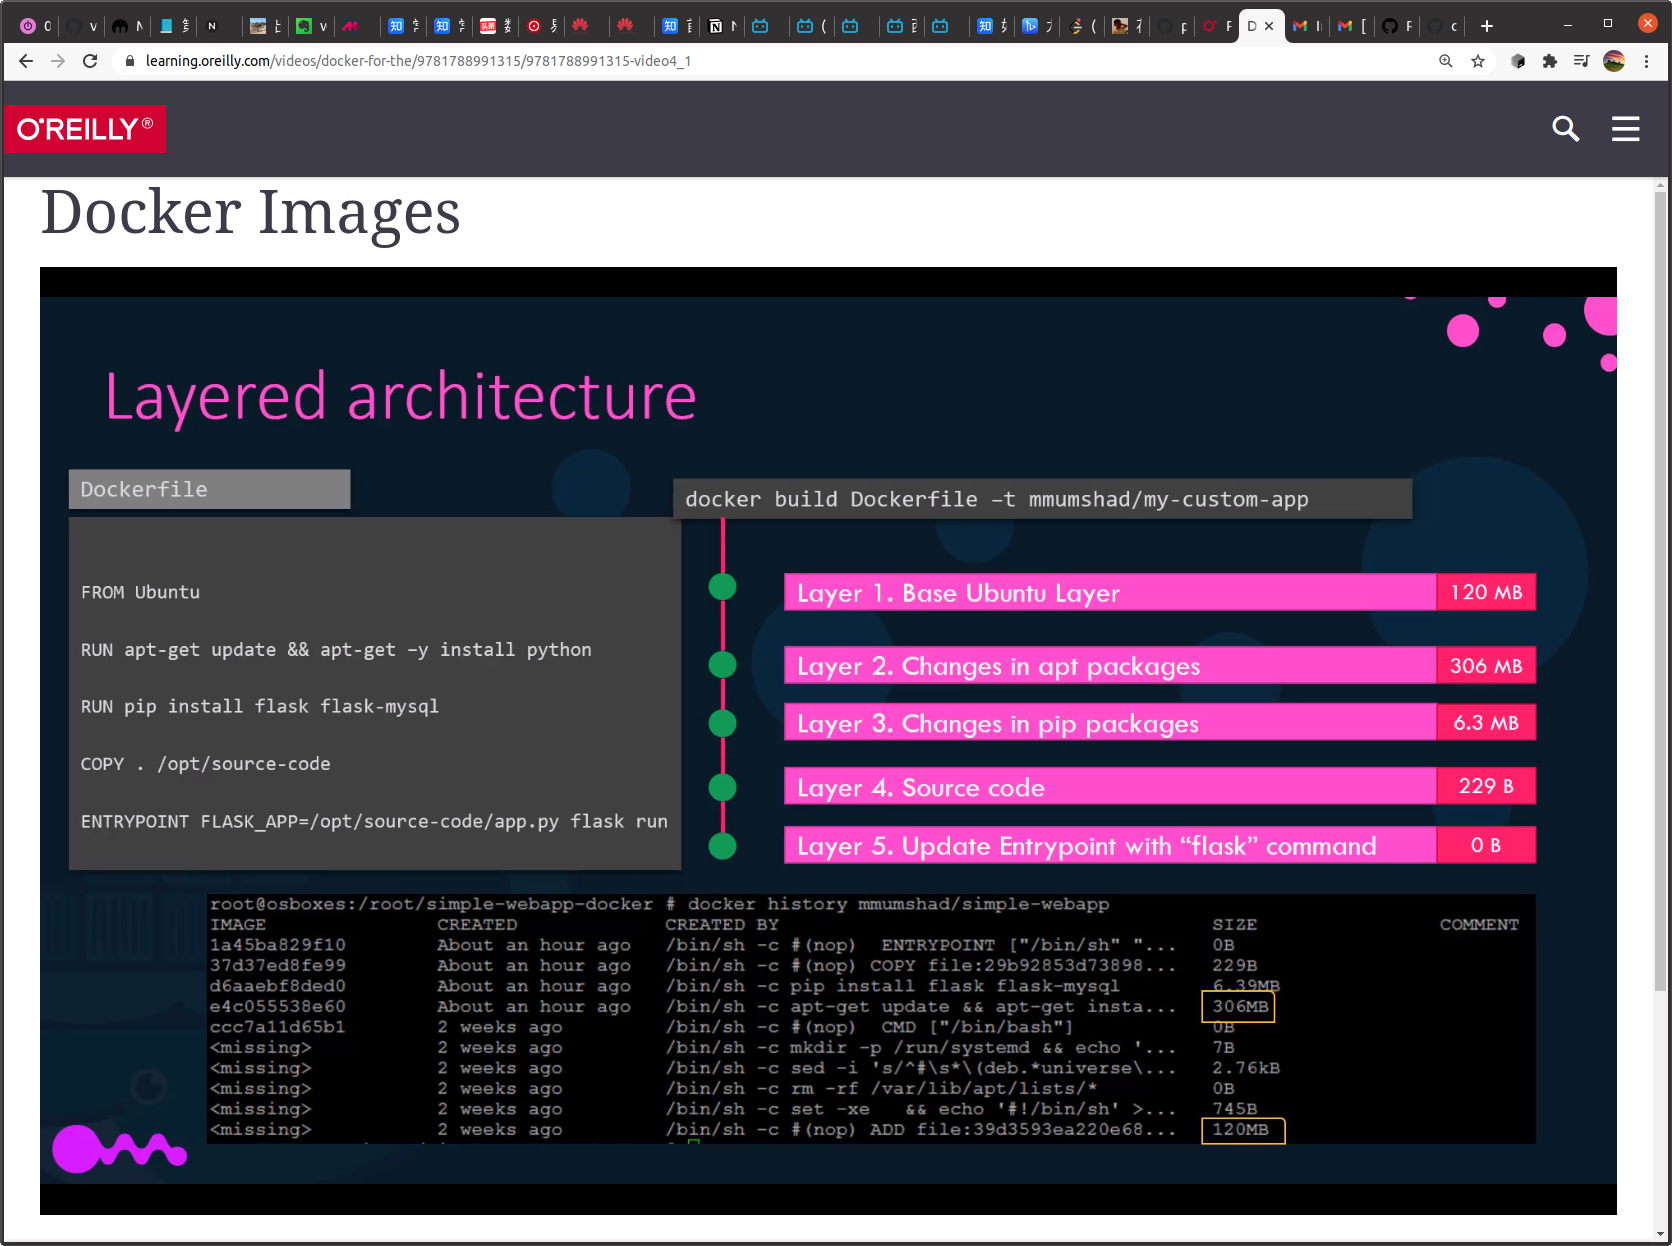 learning.oreilly.com/videos/docker-for-the/9781788991315/9781788991315-video4_1
O'REILLY®
Docker Images
Layered architecture
Dockerfile
FROM Ubuntu
RUN apt-get update && apt-get –y install python
RUN pip install flask flask-mysql
COPY . /opt/source-code
ENTRYPOINT FLASK_APP=/opt/source-code/app.py flask run
docker build Dockerfile –t mmumshad/my-custom-app
Layer 1. Base Ubuntu Layer 120 MB
Layer 2. Changes in apt packages 306 MB
Layer 3. Changes in pip packages 6.3 MB
Layer 4. Source code 229 B
Layer 5. Update Entrypoint with “flask” command 0 B
root@osboxes:/root/simple-webapp-docker # docker history mmumshad/simple-webapp
IMAGE CREATED CREATED BY SIZE COMMENT
1a45ba829f10 About an hour ago /bin/sh -c #(nop) ENTRYPOINT ["/bin/sh" "... 0B
37d37ed8fe99 About an hour ago /bin/sh -c #(nop) COPY file:29b92853d73898... 229B
d6aaebf8ded0 About an hour ago /bin/sh -c pip install flask flask-mysql 6.39MB
e4c055538e60 About an hour ago /bin/sh -c apt-get update && apt-get insta... 306MB
ccc7a11d65b1 2 weeks ago /bin/sh -c #(nop) CMD ["/bin/bash"] 0B
<missing> 2 weeks ago /bin/sh -c mkdir -p /run/systemd && echo '... 7B
<missing> 2 weeks ago /bin/sh -c sed -i 's/^#\s*\(deb.*universe\... 2.76kB
<missing> 2 weeks ago /bin/sh -c rm -rf /var/lib/apt/lists/* 0B
<missing> 2 weeks ago /bin/sh -c set -xe && echo '#!/bin/sh' >... 745B
<missing> 2 weeks ago /bin/sh -c #(nop) ADD file:39d3593ea220e68... 120MB